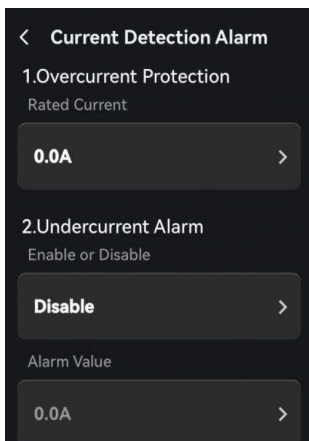 Current Detection Alarm
1.Overcurrent Protection
Rated Current
0.0A
2.Undercurrent Alarm
Enable or Disable
Disable
Alarm Value
0.0A